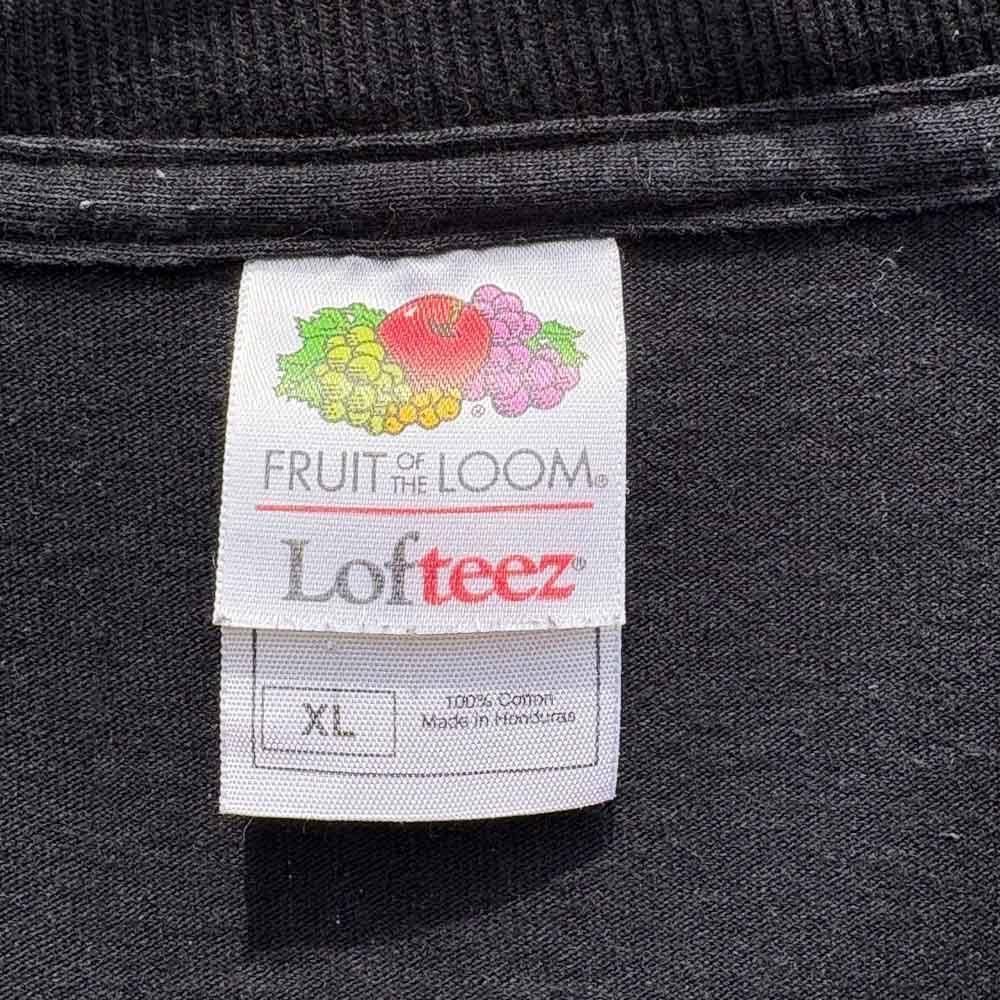 ®
FRUIT OF THE LOOM®
Lofteez®
XL
100% Cotton
Made in Honduras